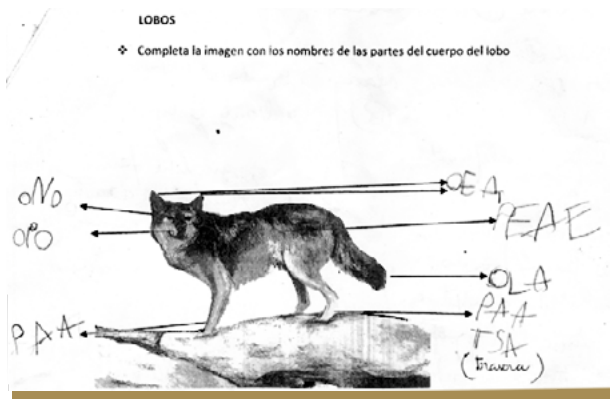 LOBOS
❖ Completa la imagen con los nombres de las partes del cuerpo del lobo
OEA
PEAE
OLA
PAA
TSA
(trasera)
oNo
OPO
PAA